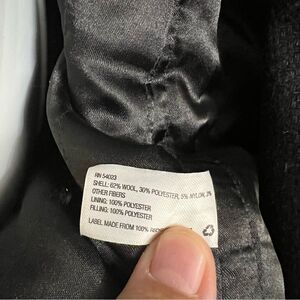 RN 54023
SHELL: 62% WOOL, 30% POLYESTER, 5% NYLON, 3%
OTHER FIBERS
LINING: 100% POLYESTER
FILLING: 100% POLYESTER
LABEL MADE FROM 100%